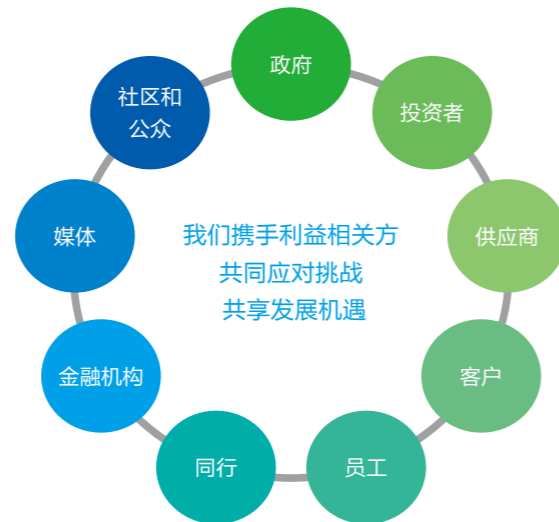 政府
投资者
供应商
客户
员工
同行
金融机构
媒体
社区和
公众
我们携手利益相关方
共同应对挑战
共享发展机遇